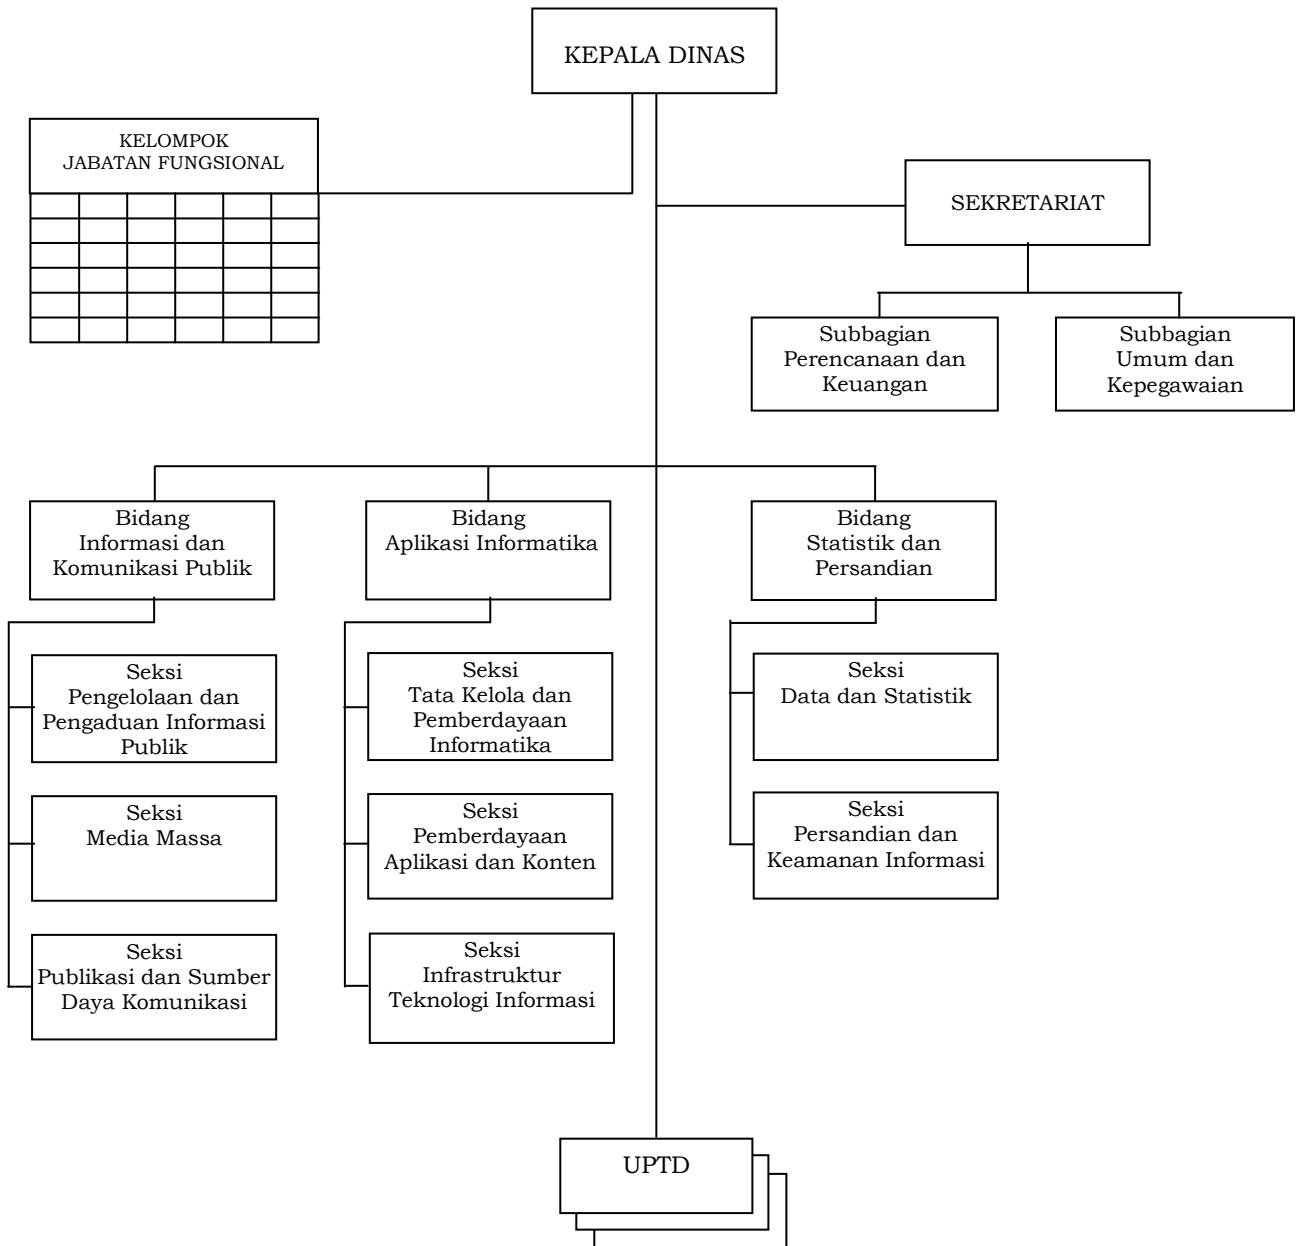 KEPALA DINAS
KELOMPOK
JABATAN FUNGSIONAL
SEKRETARIAT
Subbagian
Perencanaan dan
Keuangan
Subbagian
Umum dan
Kepegawaian
Bidang
Informasi dan
Komunikasi Publik
Bidang
Aplikasi Informatika
Bidang
Statistik dan
Persandian
Seksi
Pengelolaan dan
Pengaduan Informasi
Publik
Seksi
Tata Kelola dan
Pemberdayaan
Informatika
Seksi
Data dan Statistik
Seksi
Media Massa
Seksi
Pemberdayaan
Aplikasi dan Konten
Seksi
Persandian dan
Keamanan Informasi
Seksi
Publikasi dan Sumber
Daya Komunikasi
Seksi
Infrastruktur
Teknologi Informasi
UPTD